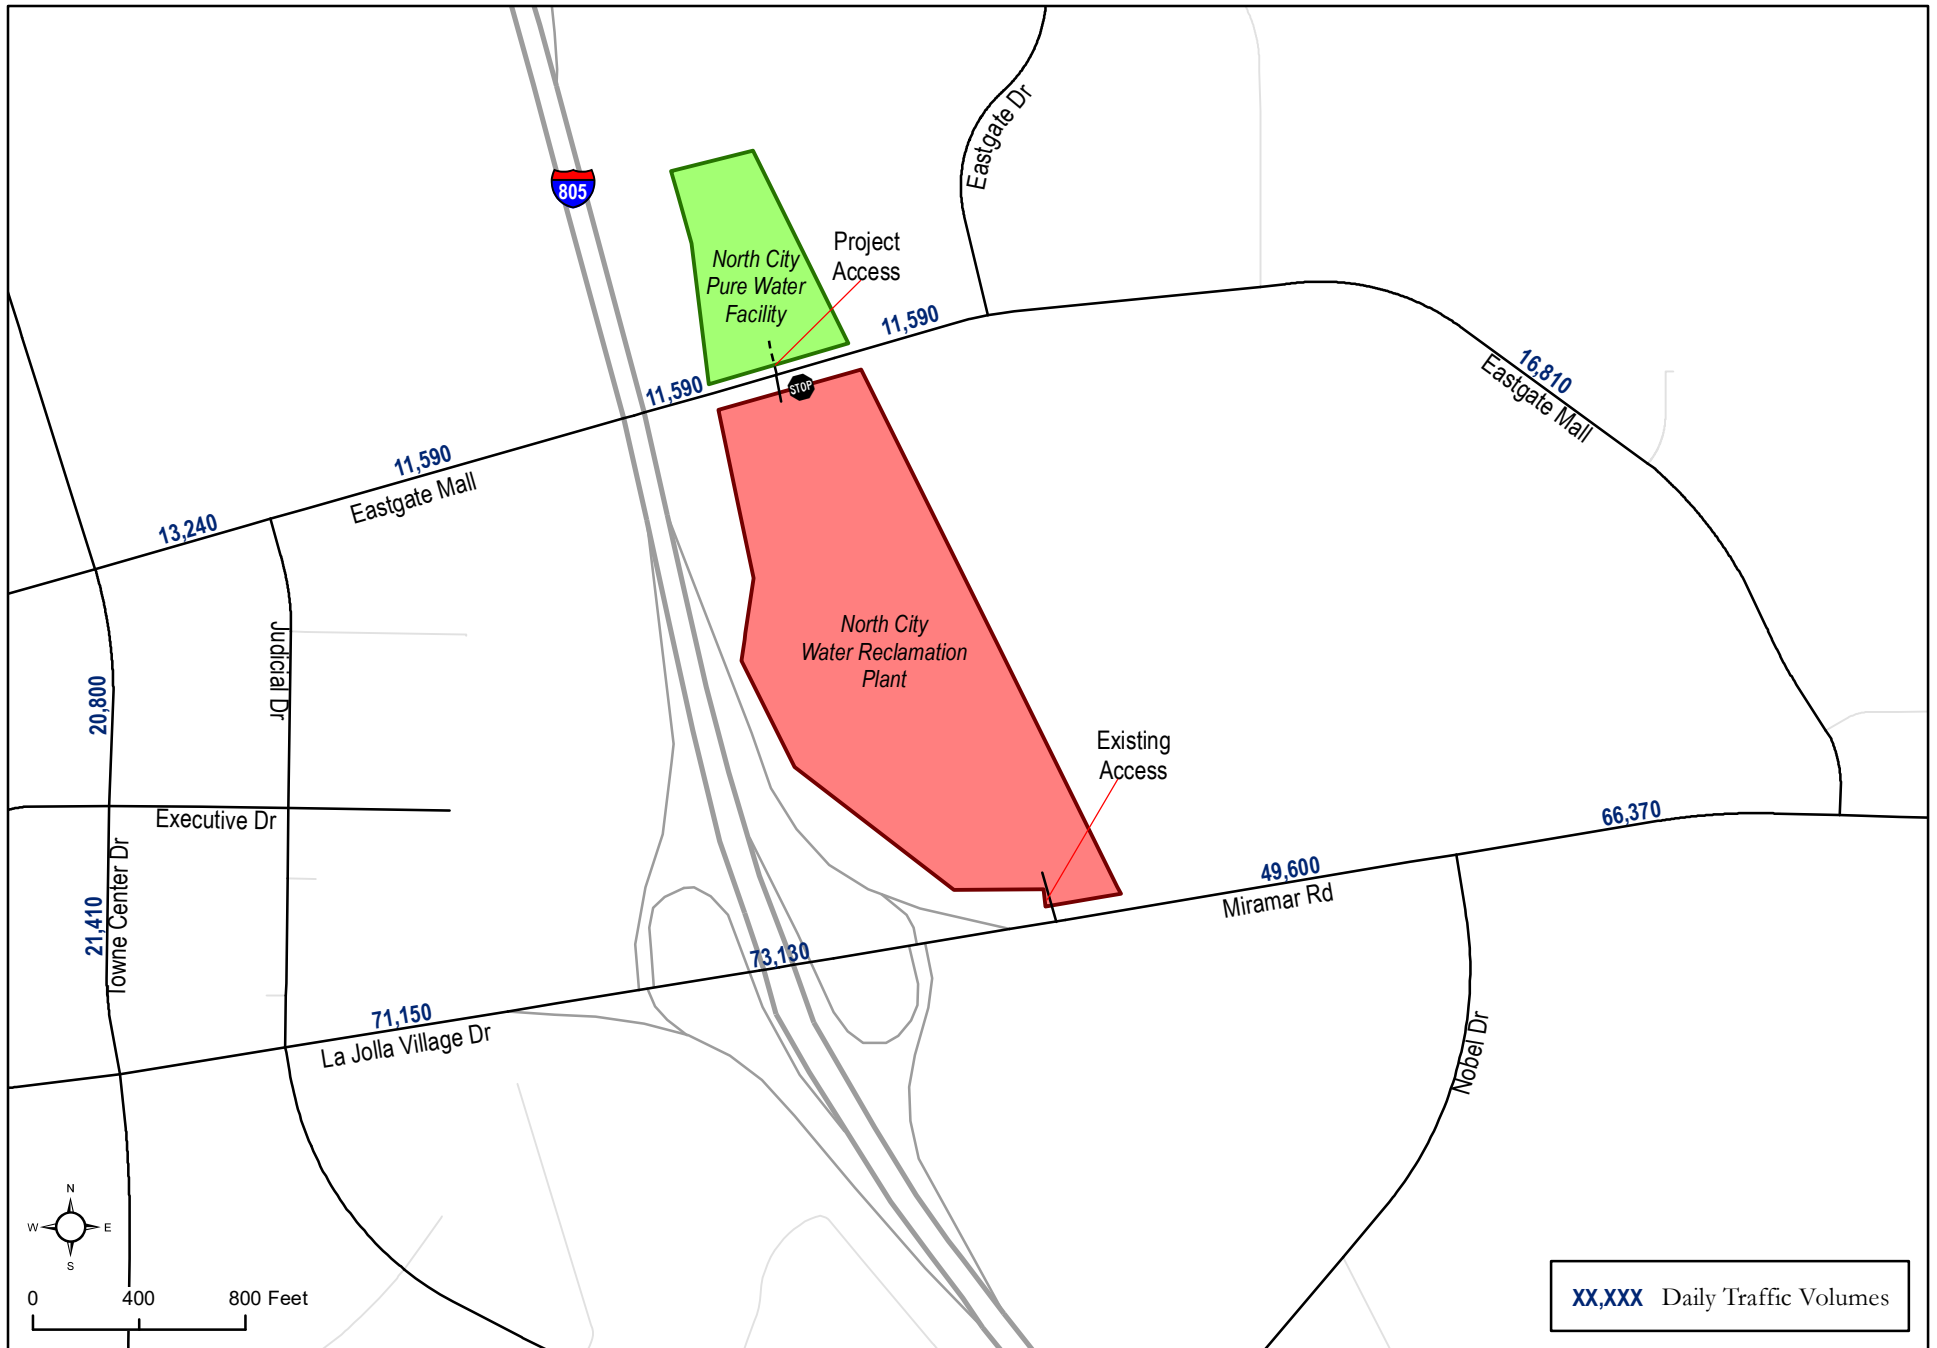 805
Eastgate Dr
Project
Access
North City
Pure Water
Facility
11,590
11,590
STOP
16,810
Eastgate Mall
11,590
Eastgate Mall
13,240
Judicial Dr
North City
Water Reclamation
Plant
20,800
Existing
Access
Executive Dr
66,370
Towne Center Dr
21,410
49,600
Miramar Rd
73,130
71,150
La Jolla Village Dr
Nobel Dr
N
W E
S
0 400 800 Feet
XX,XXX Daily Traffic Volumes